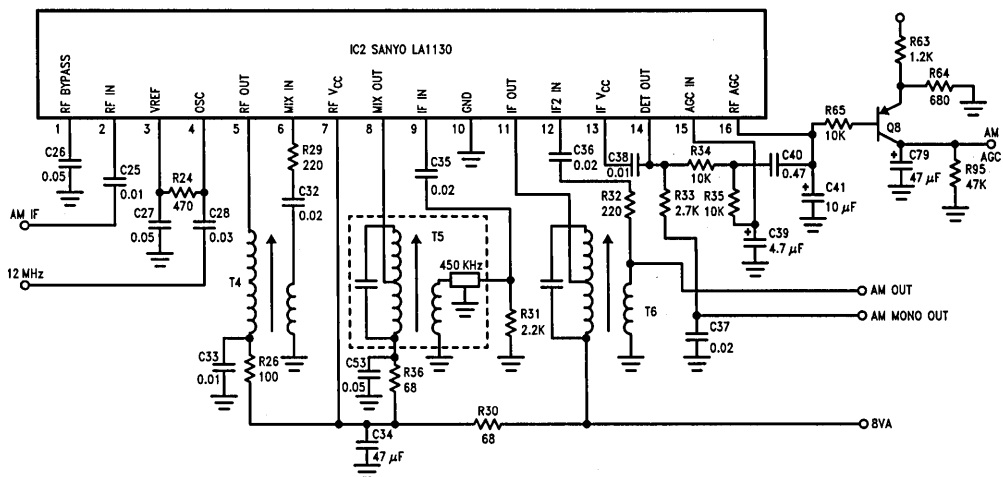 IC2 SANYO LA1130
RF BYPASS
RF IN
VREF
OSC
RF OUT
MIX IN
RF VCC
MIX OUT
IF IN
GND
IF OUT
IF2 IN
IF VCC
DET OUT
AGC IN
RF AGC
1
2
3
4
5
6
7
8
9
10
11
12
13
14
15
16
R63
1.2K
R64
680
R65
10K
Q8
AM
AGC
C79
47 µF
R95
47K
C26
0.05
C25
0.01
R24
470
C27
0.05
C28
0.03
R29
220
C32
0.02
C35
0.02
C36
0.02
C38
0.01
R34
10K
C40
0.47
R32
220
R33
2.7K
R35
10K
C41
10 µF
C39
4.7 µF
AM IF
12 MHz
T4
T5
450 KHz
R31
2.2K
T6
AM OUT
AM MONO OUT
C37
0.02
C33
0.01
R26
100
C53
0.05
R36
68
R30
68
8VA
C34
47 µF
+
+
+